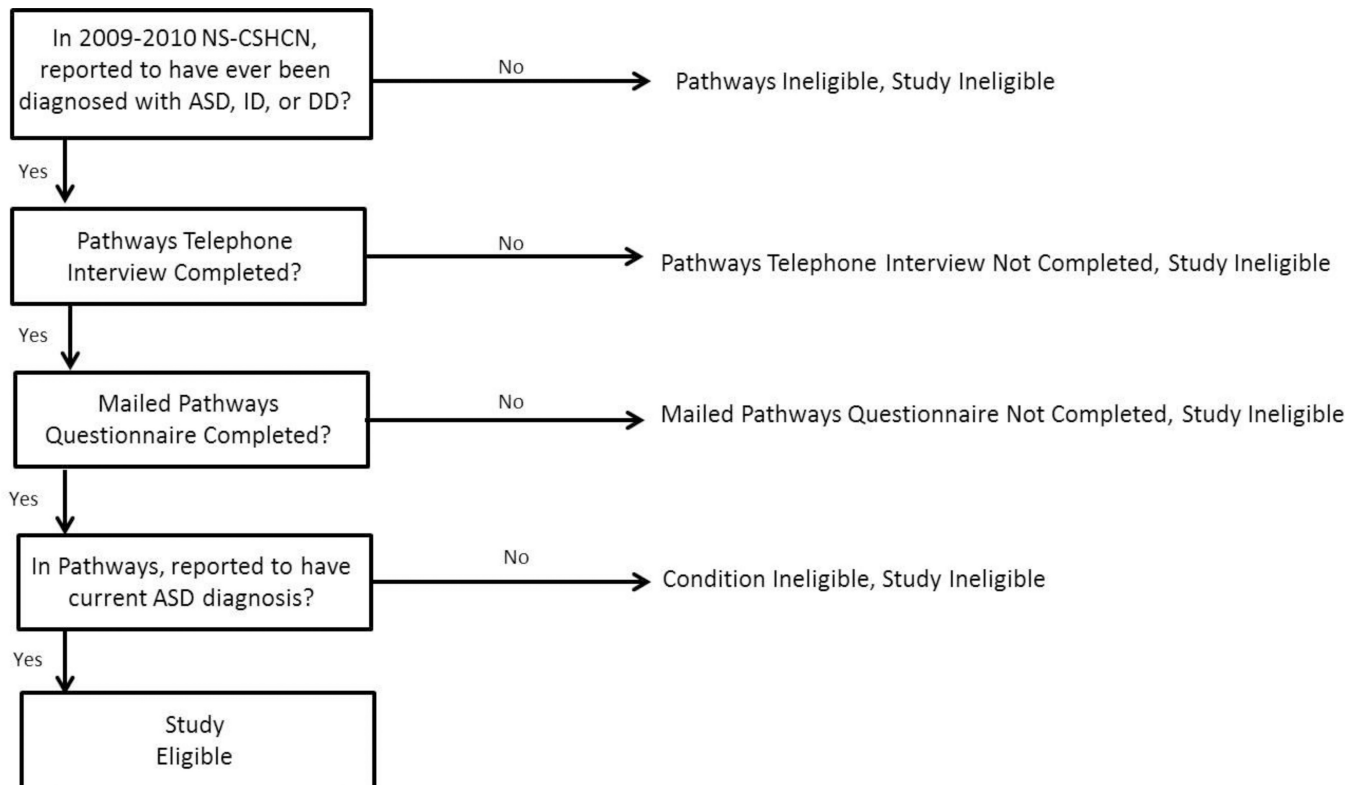 In 2009-2010 NS-CSHCN,
reported to have ever been
diagnosed with ASD, ID, or DD?
No
Pathways Ineligible, Study Ineligible
Yes
Pathways Telephone
Interview Completed?
No
Pathways Telephone Interview Not Completed, Study Ineligible
Yes
Mailed Pathways
Questionnaire Completed?
No
Mailed Pathways Questionnaire Not Completed, Study Ineligible
Yes
In Pathways, reported to have
current ASD diagnosis?
No
Condition Ineligible, Study Ineligible
Yes
Study
Eligible